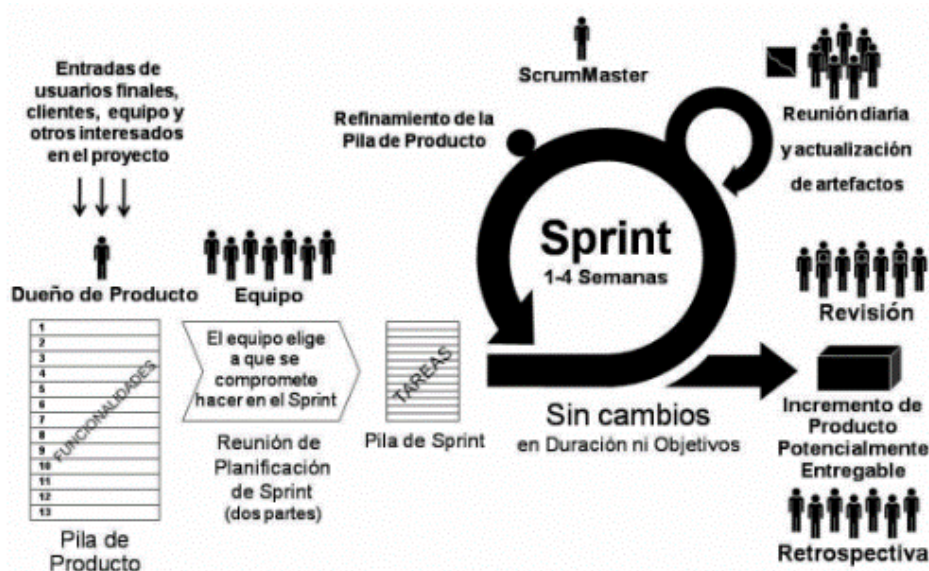 Entradas de
usuarios finales,
clientes, equipo y
otros interesados
en el proyecto
Dueño de Producto
1
2
3
4
5
6
7
8
9
10
11
12
13
FUNCIONALIDADES
Pila de
Producto
Equipo
El equipo elige
a que se
compromete
hacer en el Sprint
Reunión de
Planificación
de Sprint
(dos partes)
TAREAS
Pila de Sprint
Refinamiento de la
Pila de Producto
ScrumMaster
Sprint
1-4 Semanas
Sin cambios
en Duración ni Objetivos
Reunión diaria
y actualización
de artefactos
Revisión
Incremento de
Producto
Potencialmente
Entregable
Retrospectiva